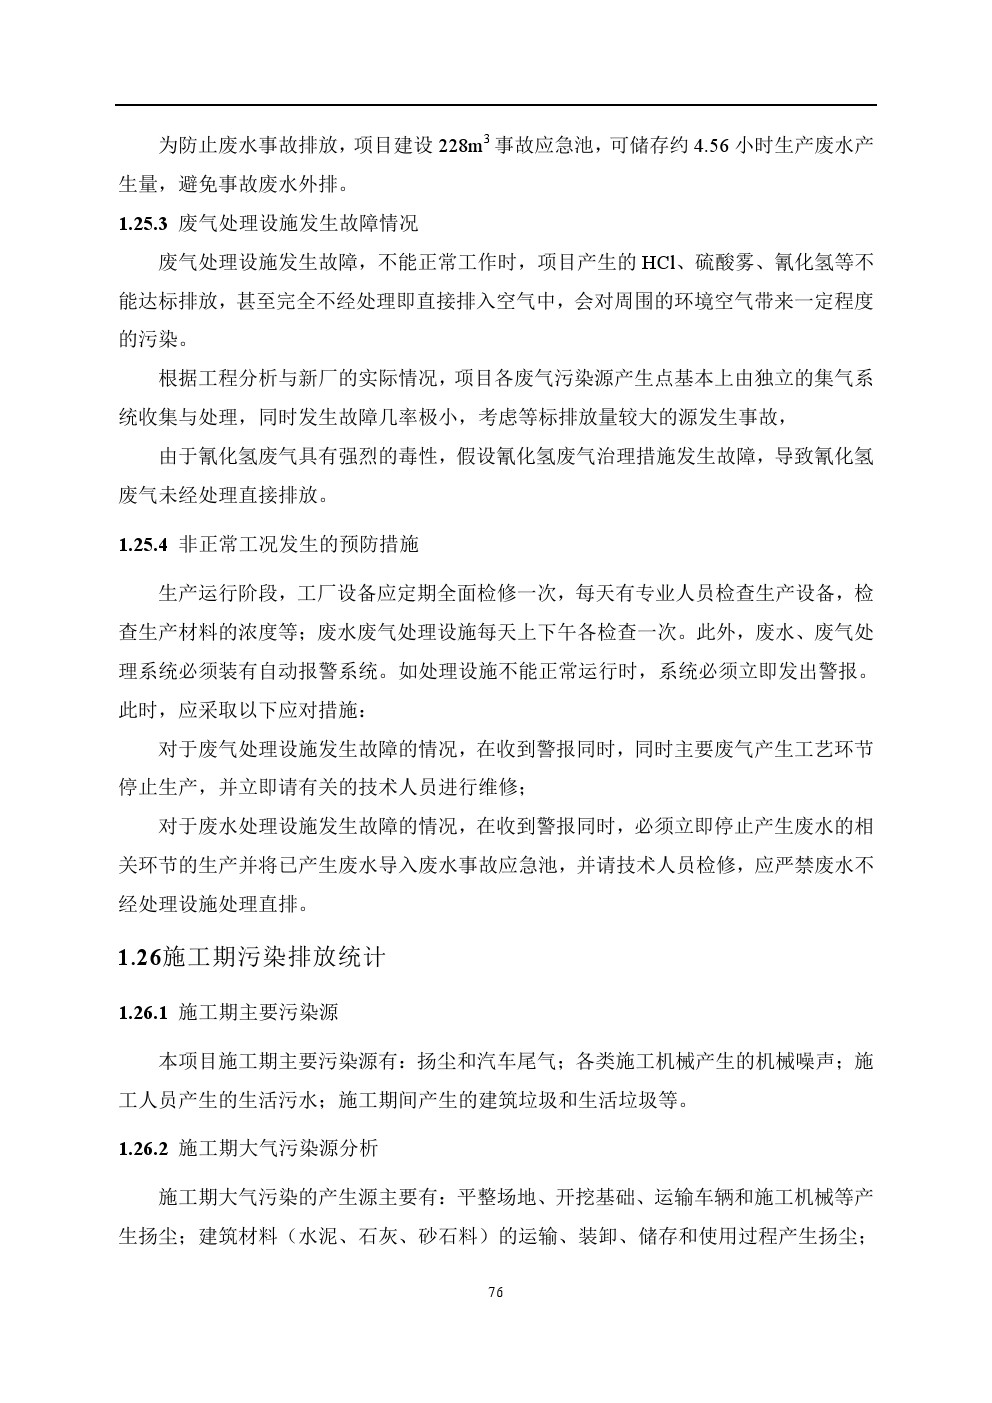 为防止废水事故排放，项目建设 228m³ 事故应急池，可储存约 4.56 小时生产废水产
生量，避免事故废水外排。
1.25.3 废气处理设施发生故障情况
废气处理设施发生故障，不能正常工作时，项目产生的 HCl、硫酸雾、氰化氢等不
能达标排放，甚至完全不经处理即直接排入空气中，会对周围的环境空气带来一定程度
的污染。
根据工程分析与新厂的实际情况，项目各废气污染源产生点基本上由独立的集气系
统收集与处理，同时发生故障几率极小，考虑等标排放量较大的源发生事故，
由于氰化氢废气具有强烈的毒性，假设氰化氢废气治理措施发生故障，导致氰化氢
废气未经处理直接排放。
1.25.4 非正常工况发生的预防措施
生产运行阶段，工厂设备应定期全面检修一次，每天有专业人员检查生产设备，检
查生产材料的浓度等；废水废气处理设施每天上下午各检查一次。此外，废水、废气处
理系统必须装有自动报警系统。如处理设施不能正常运行时，系统必须立即发出警报。
此时，应采取以下应对措施：
对于废气处理设施发生故障的情况，在收到警报同时，同时主要废气产生工艺环节
停止生产，并立即请有关的技术人员进行维修；
对于废水处理设施发生故障的情况，在收到警报同时，必须立即停止产生废水的相
关环节的生产并将已产生废水导入废水事故应急池，并请技术人员检修，应严禁废水不
经处理设施处理直排。
1.26施工期污染排放统计
1.26.1 施工期主要污染源
本项目施工期主要污染源有：扬尘和汽车尾气；各类施工机械产生的机械噪声；施
工人员产生的生活污水；施工期间产生的建筑垃圾和生活垃圾等。
1.26.2 施工期大气污染源分析
施工期大气污染的产生源主要有：平整场地、开挖基础、运输车辆和施工机械等产
生扬尘；建筑材料（水泥、石灰、砂石料）的运输、装卸、储存和使用过程产生扬尘；
76